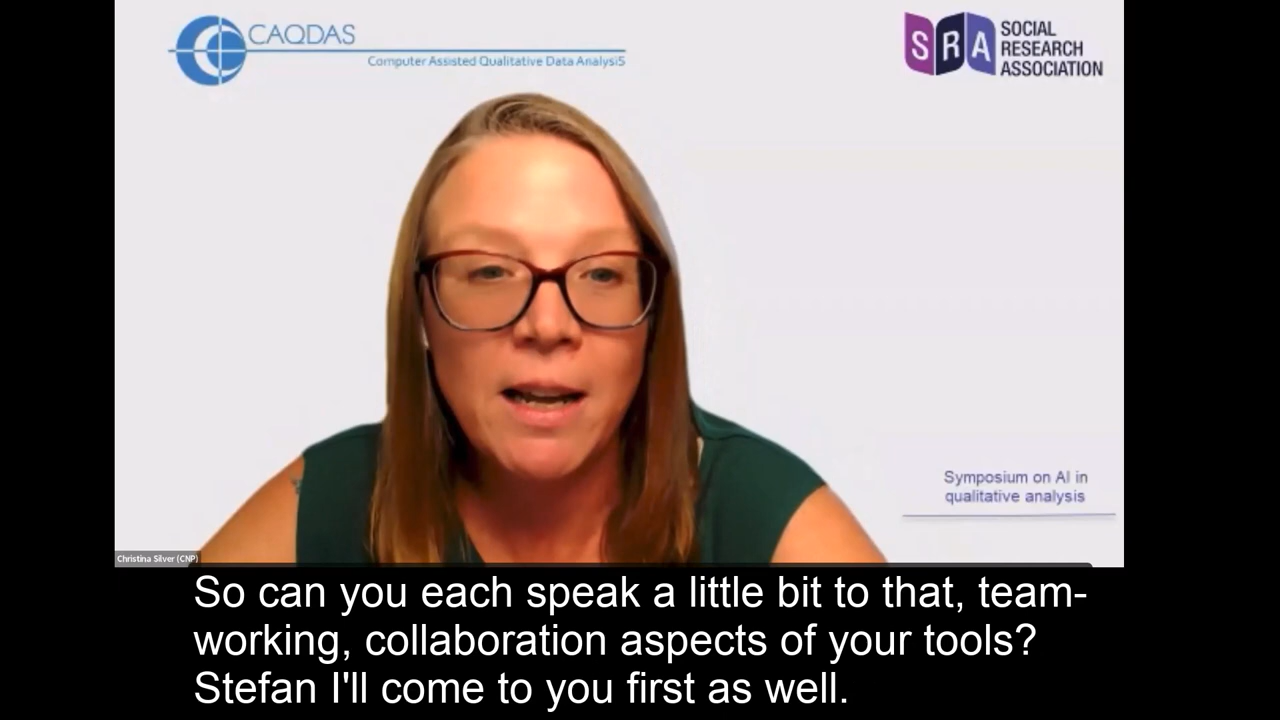 CAQDAS
Computer Assisted Qualitative Data AnalysiS
SRA
SOCIAL
RESEARCH
ASSOCIATION
Symposium on AI in
qualitative analysis
Christina Silver (CNP)
So can you each speak a little bit to that, team-
working, collaboration aspects of your tools?
Stefan I'll come to you first as well.